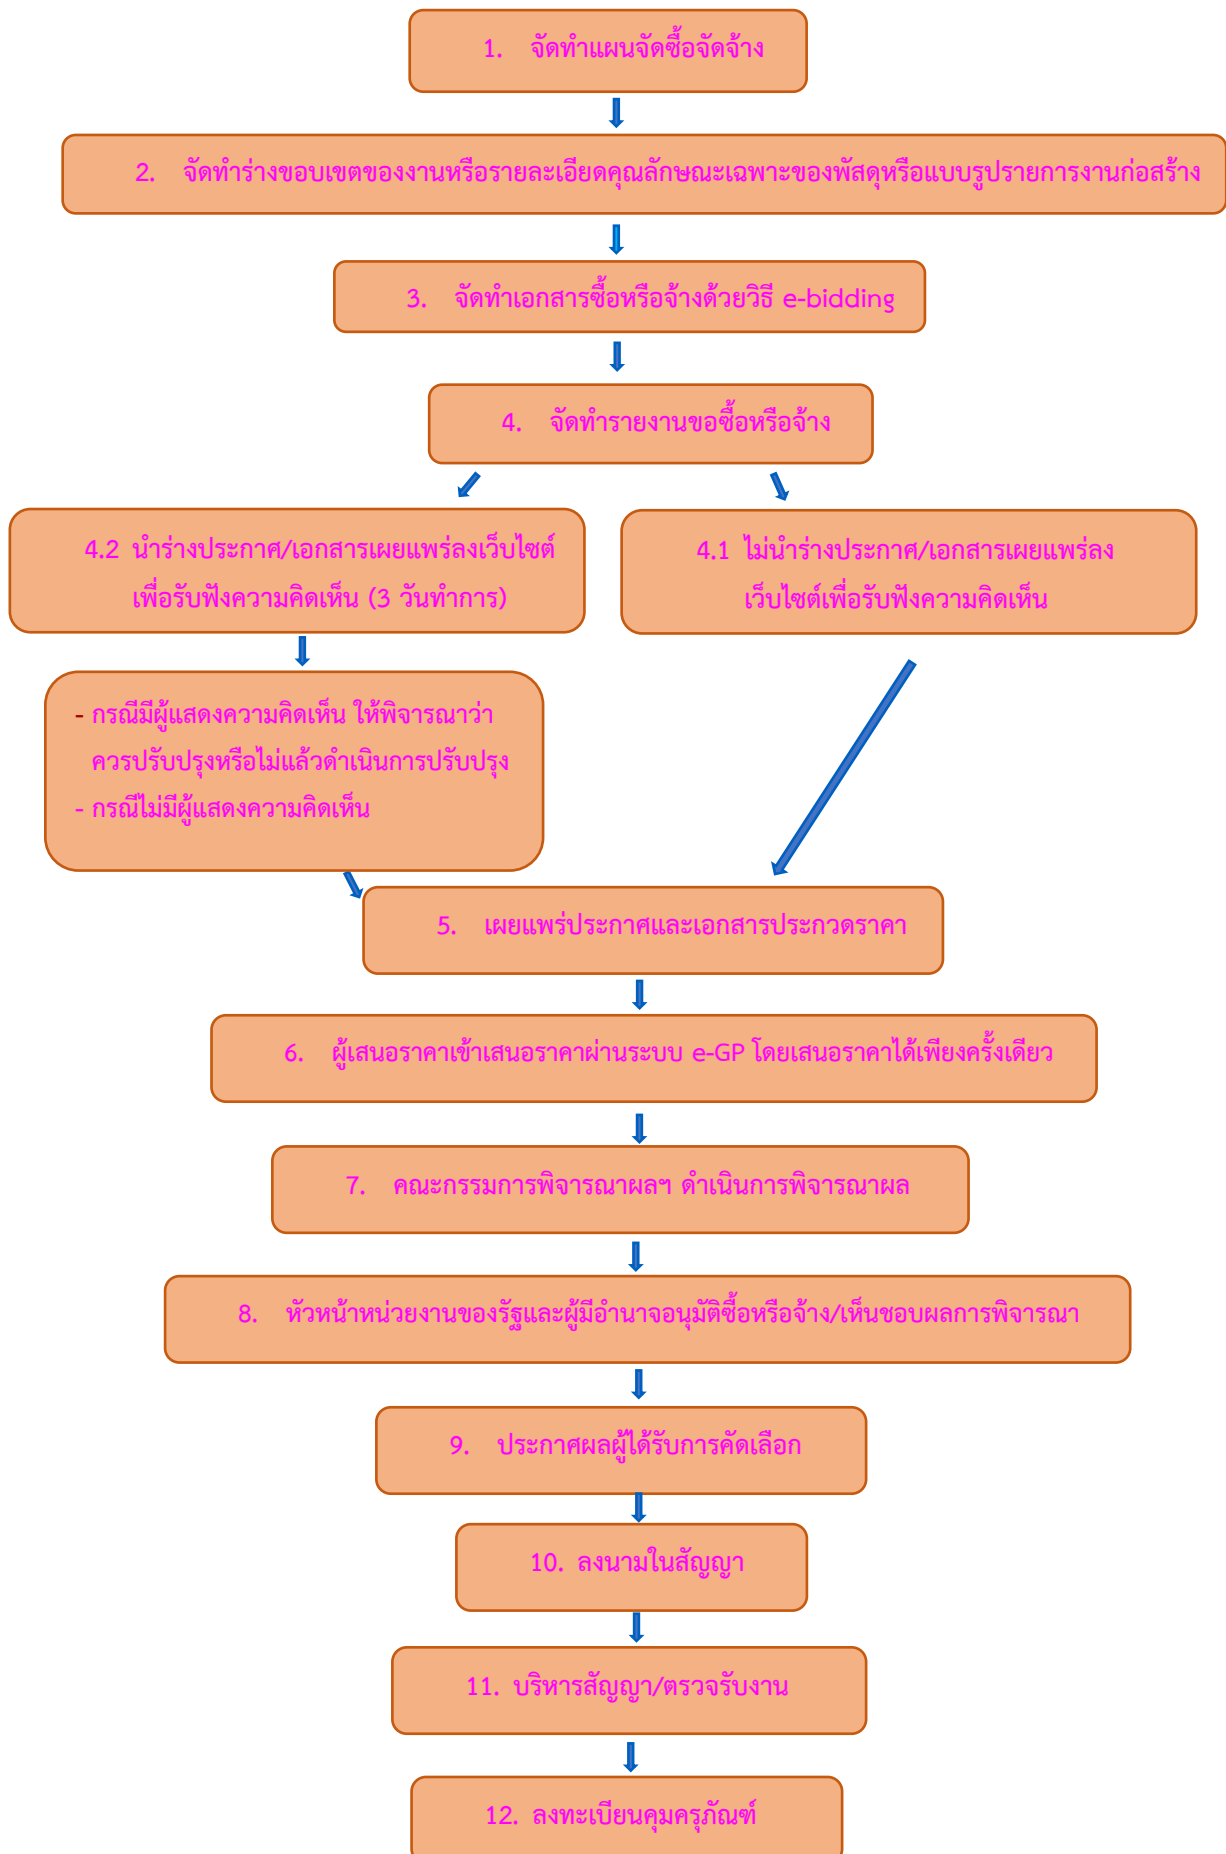 1. จัดทำแผนจัดซื้อจัดจ้าง
2. จัดทำร่างขอบเขตของงานหรือรายละเอียดคุณลักษณะเฉพาะของพัสดุหรือแบบรูปรายการงานก่อสร้าง
3. จัดทำเอกสารซื้อหรือจ้างด้วยวิธี e-bidding
4. จัดทำรายงานขอซื้อหรือจ้าง
4.2 นำร่างประกาศ/เอกสารเผยแพร่ลงเว็บไซต์
เพื่อรับฟังความคิดเห็น (3 วันทำการ)
4.1 ไม่นำร่างประกาศ/เอกสารเผยแพร่ลง
เว็บไซต์เพื่อรับฟังความคิดเห็น
- กรณีมีผู้แสดงความคิดเห็น ให้พิจารณาว่า
ควรปรับปรุงหรือไม่แล้วดำเนินการปรับปรุง
- กรณีไม่มีผู้แสดงความคิดเห็น
5. เผยแพร่ประกาศและเอกสารประกวดราคา
6. ผู้เสนอราคาเข้าเสนอราคาผ่านระบบ e-GP โดยเสนอราคาได้เพียงครั้งเดียว
7. คณะกรรมการพิจารณาผลฯ ดำเนินการพิจารณาผล
8. หัวหน้าหน่วยงานของรัฐและผู้มีอำนาจอนุมัติซื้อหรือจ้าง/เห็นชอบผลการพิจารณา
9. ประกาศผลผู้ได้รับการคัดเลือก
10. ลงนามในสัญญา
11. บริหารสัญญา/ตรวจรับงาน
12. ลงทะเบียนคุมครุภัณฑ์